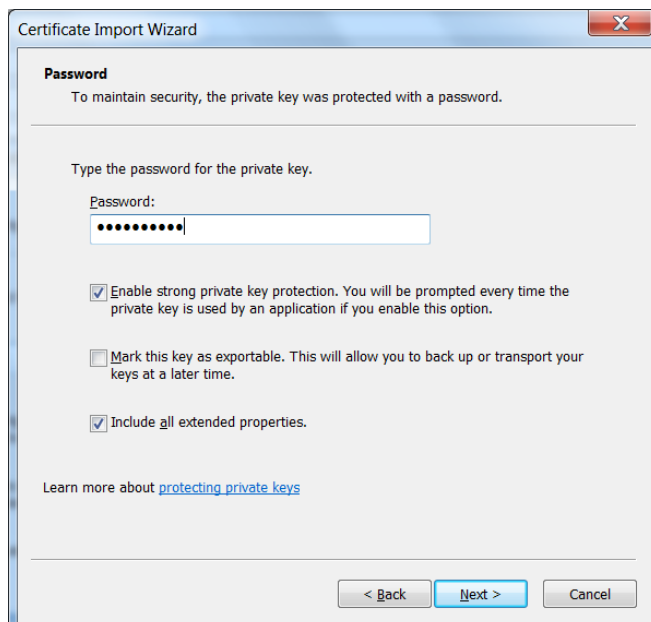 Certificate Import Wizard
X
Password
To maintain security, the private key was protected with a password.
Type the password for the private key.
Password:
●●●●●●●●●●
Enable strong private key protection. You will be prompted every time the
private key is used by an application if you enable this option.
Mark this key as exportable. This will allow you to back up or transport your
keys at a later time.
Include all extended properties.
Learn more about protecting private keys
< Back Next > Cancel